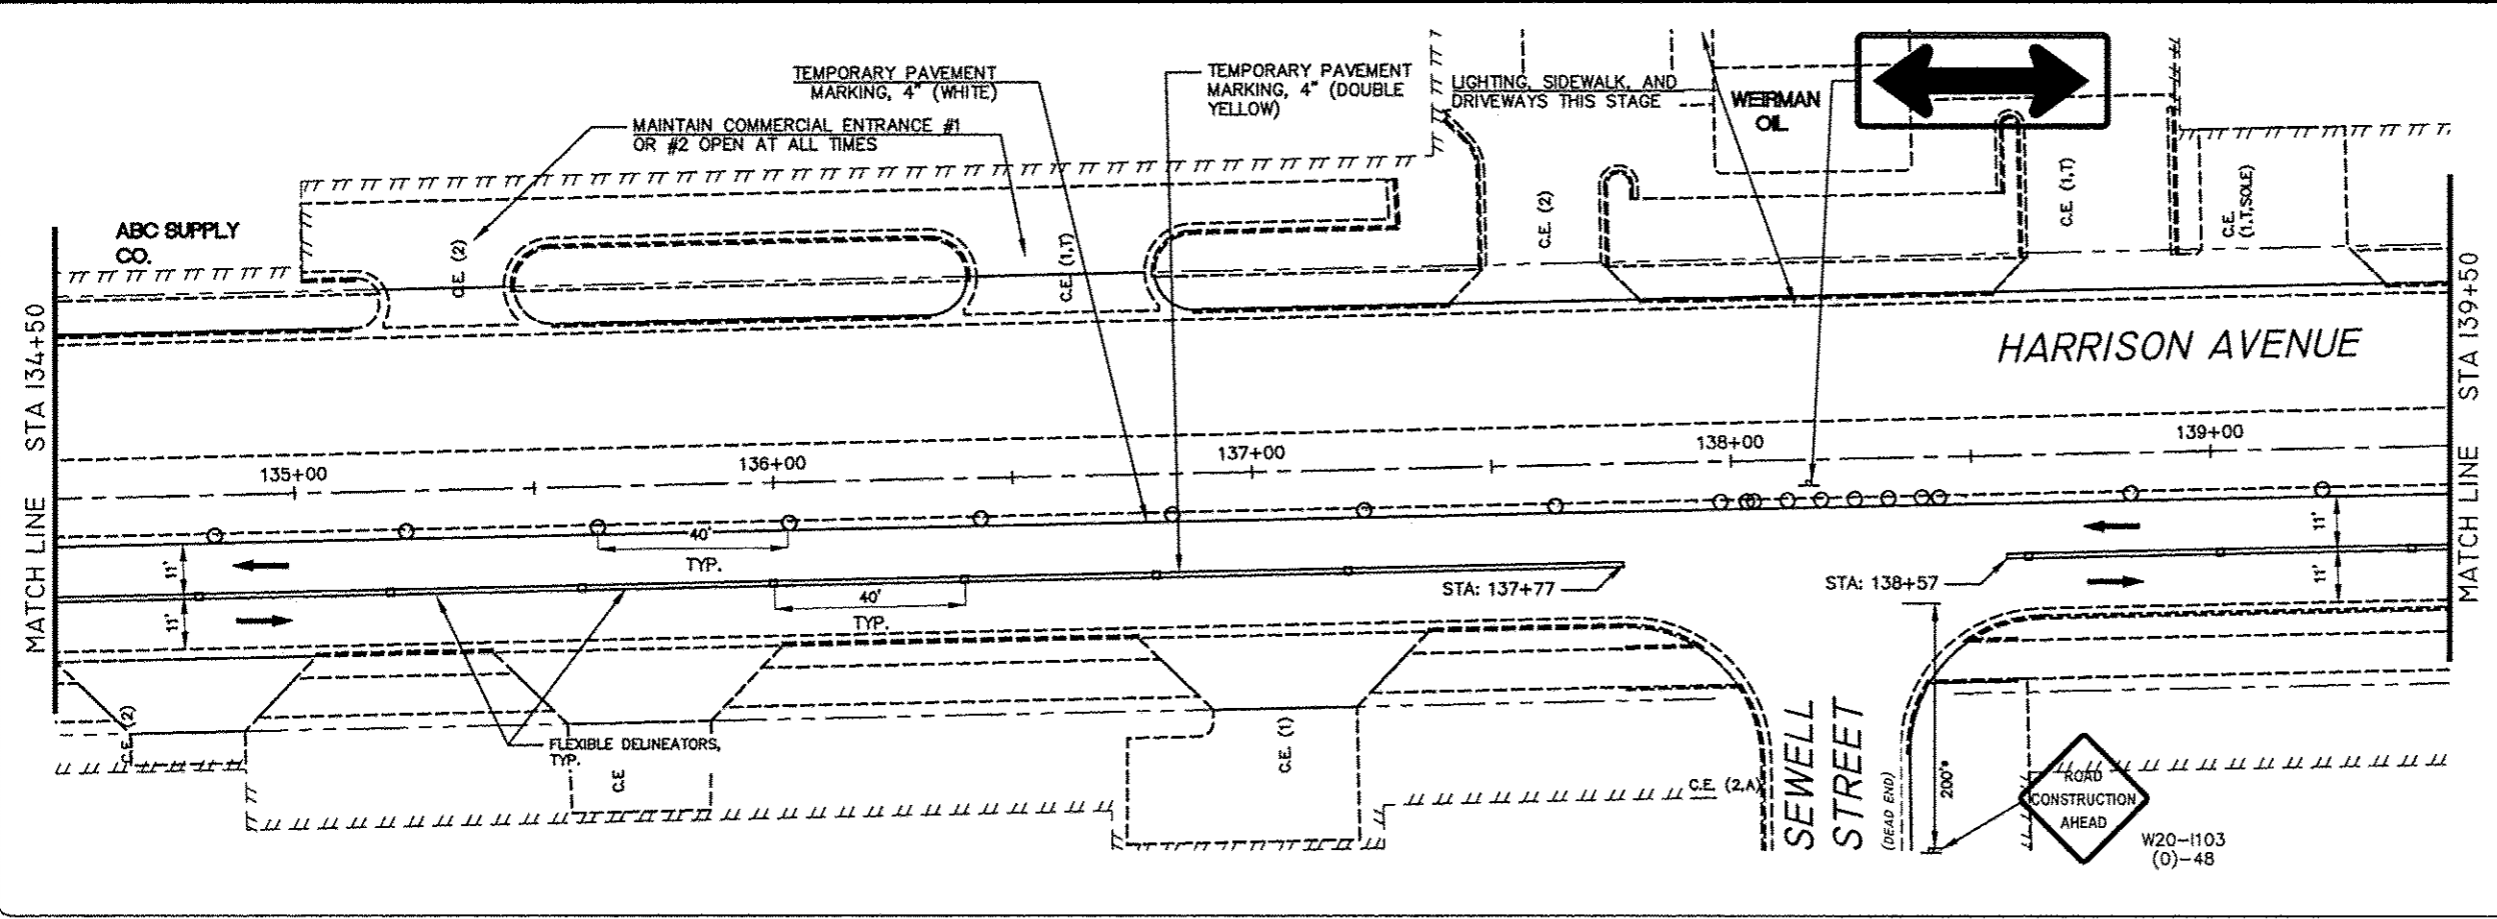 TEMPORARY PAVEMENT
MARKING, 4" (WHITE)
TEMPORARY PAVEMENT
MARKING, 4" (DOUBLE
YELLOW)
LIGHTING, SIDEWALK, AND
DRIVEWAYS THIS STAGE
WEIRMAN
OIL
MAINTAIN COMMERCIAL ENTRANCE #1
OR #2 OPEN AT ALL TIMES
ABC SUPPLY
CO.
C.E. (2)
C.E. (1,T)
C.E. (2)
C.E. (1,T)
C.E.
(1,T,SOLE)
HARRISON AVENUE
MATCH LINE STA 134+50
MATCH LINE STA 139+50
135+00
136+00
137+00
138+00
139+00
40'
TYP.
11'
11'
40'
TYP.
11'
11'
STA: 137+77
STA: 138+57
C.E. (2)
FLEXIBLE DELINEATORS,
TYP.
C.E
C.E. (1)
C.E. (2,A)
SEWELL
STREET
(DEAD END)
200'±
ROAD
CONSTRUCTION
AHEAD
W20-I103
(O)-48